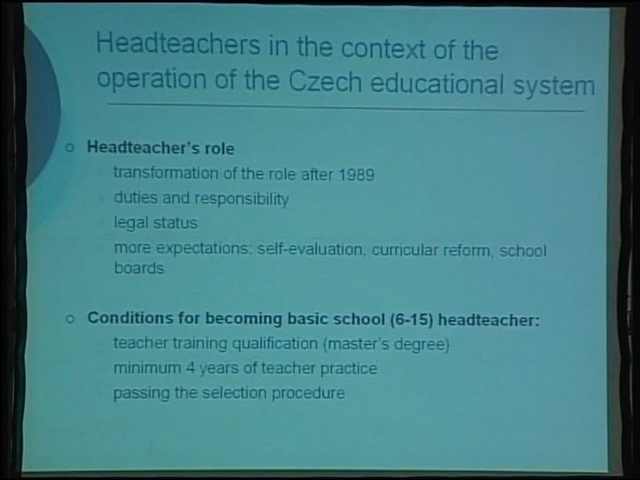 Headteachers in the context of the
operation of the Czech educational system
Headteacher's role
transformation of the role after 1989
duties and responsibility
legal status
more expectations: self-evaluation, curricular reform, school
boards
Conditions for becoming basic school (6-15) headteacher:
teacher training qualification (master's degree)
minimum 4 years of teacher practice
passing the selection procedure